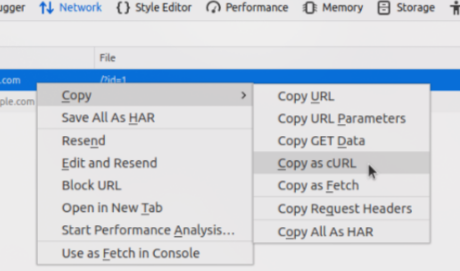 ugger Network {} Style Editor Performance Memory Storage
File
.com /?id=1
ple.com
Copy
Save All As HAR
Resend
Edit and Resend
Block URL
Open in New Tab
Start Performance Analysis...
Use as Fetch in Console
Copy URL
Copy URL Parameters
Copy GET Data
Copy as cURL
Copy as Fetch
Copy Request Headers
Copy All As HAR